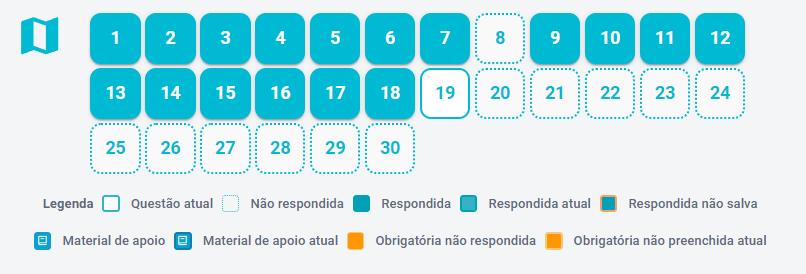 1 2 3 4 5 6 7 8 9 10 11 12
13 14 15 16 17 18 19 20 21 22 23 24
25 26 27 28 29 30
Legenda Questão atual Não respondida Respondida Respondida atual Respondida não salva
Material de apoio Material de apoio atual Obrigatória não respondida Obrigatória não preenchida atual